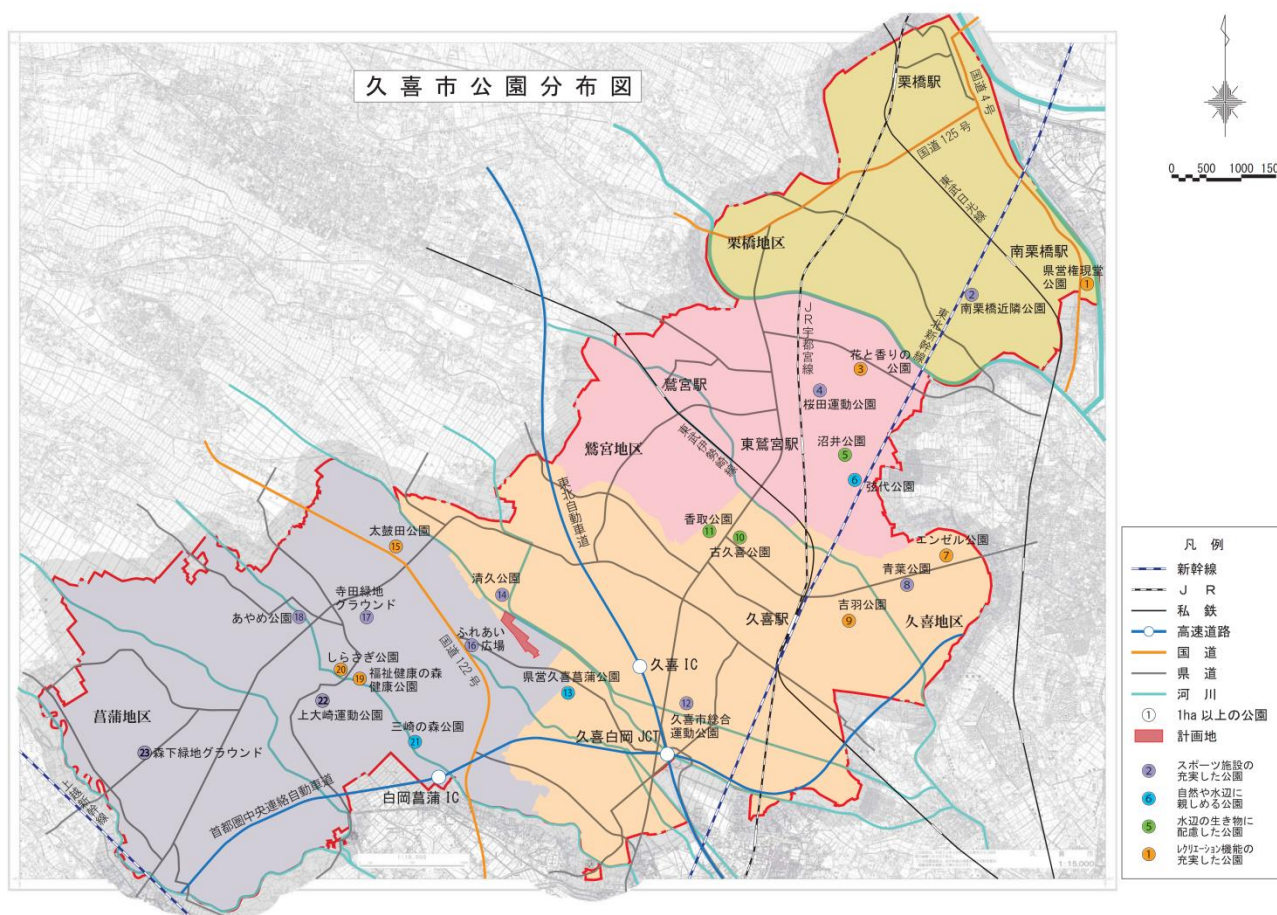 久喜市公園分布図
栗橋駅
国道4号
国道125号
東武日光線
栗橋地区
南栗橋駅
県営権現堂
公園
①
②
南栗橋近隣公園
東北新幹線
JR宇都宮線
花と香りの
公園
③
④
桜田運動公園
鷲宮駅
鷲宮地区
東武伊勢崎線
東鷲宮駅
沼井公園
⑤
⑥
弦代公園
東北自動車道
香取公園
⑪
⑩
古久喜公園
エンゼル公園
⑦
青葉公園
⑧
吉羽公園
⑨
久喜駅
久喜地区
太鼓田公園
⑮
清久公園
⑭
寺田緑地
グラウンド
⑰
あやめ公園
⑱
ふれあい
広場
⑯
国道122号
久喜 IC
しらさぎ公園
⑳
⑲
福祉健康の森
健康公園
県営久喜菖蒲公園
⑬
㉒
上大崎運動公園
⑫
久喜市総合
運動公園
菖蒲地区
三崎の森公園
㉑
久喜白岡 JCT
㉓
森下緑地グラウンド
白岡菖蒲 IC
首都圏中央連絡自動車道
上越新幹線
1:15,000
0 500 1000 150
凡 例
新幹線
J R
私 鉄
高速道路
国 道
県 道
河 川
① 1ha 以上の公園
計画地
② スポーツ施設の
充実した公園
⑥ 自然や水辺に
親しめる公園
⑤ 水辺の生き物に
配慮した公園
① レクリエーション機能の
充実した公園